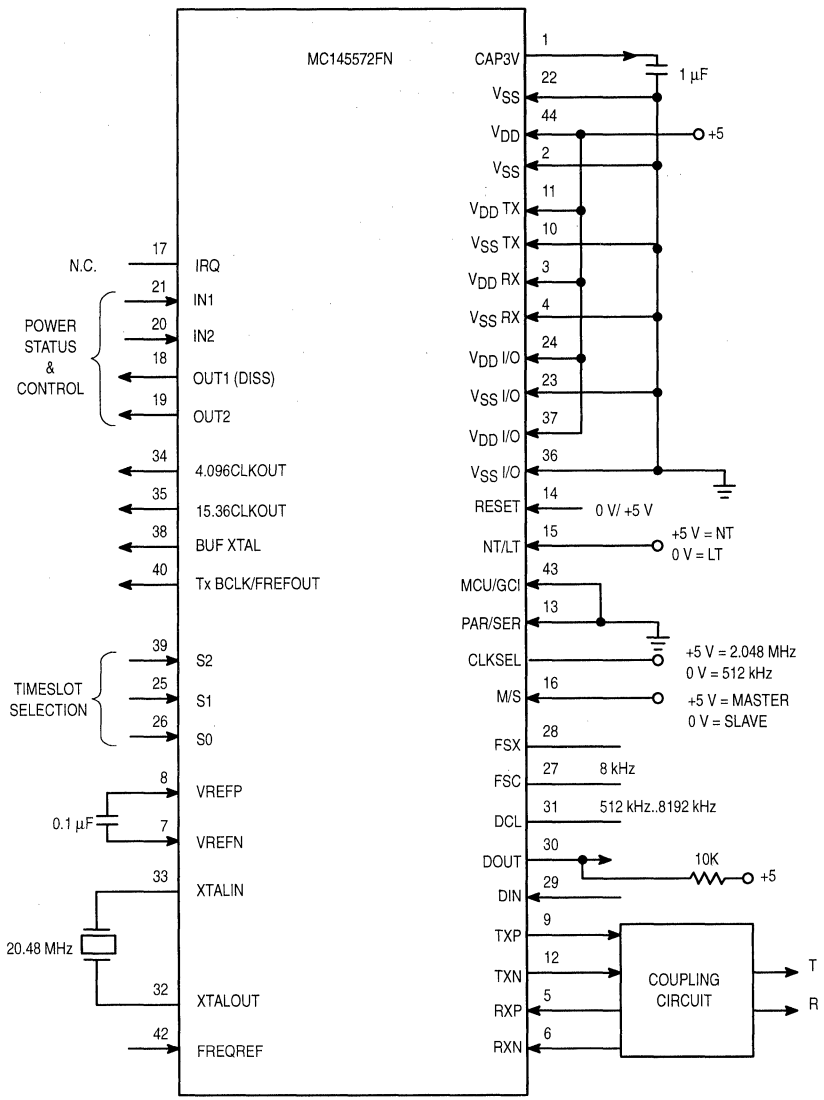 MC145572FN
CAP3V
1
1 µF
22
VSS
44
VDD
+5
2
VSS
11
VDD TX
10
VSS TX
3
VDD RX
4
VSS RX
24
VDD I/O
23
VSS I/O
37
VDD I/O
36
VSS I/O
14
RESET
0 V/ +5 V
15
NT/LT
+5 V = NT
0 V = LT
43
MCU/GCI
13
PAR/SER
CLKSEL
+5 V = 2.048 MHz
0 V = 512 kHz
16
M/S
+5 V = MASTER
0 V = SLAVE
28
FSX
27
FSC
8 kHz
31
DCL
512 kHz..8192 kHz
30
DOUT
10K
+5
29
DIN
9
TXP
12
TXN
5
RXP
6
RXN
COUPLING
CIRCUIT
T
R
N.C.
17
IRQ
POWER
STATUS
&
CONTROL
21
IN1
20
IN2
18
OUT1 (DISS)
19
OUT2
34
4.096CLKOUT
35
15.36CLKOUT
38
BUF XTAL
40
Tx BCLK/FREFOUT
TIMESLOT
SELECTION
39
S2
25
S1
26
S0
8
VREFP
0.1 µF
7
VREFN
33
XTALIN
20.48 MHz
32
XTALOUT
42
FREQREF